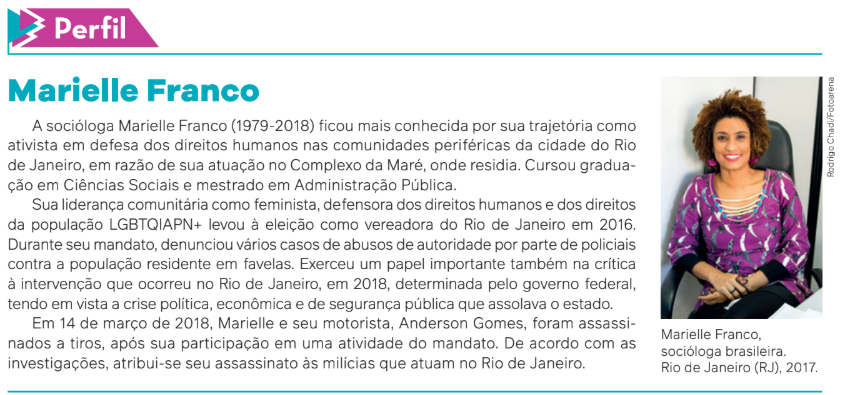 Perfil
Marielle Franco
A socióloga Marielle Franco (1979-2018) ficou mais conhecida por sua trajetória como
ativista em defesa dos direitos humanos nas comunidades periféricas da cidade do Rio
de Janeiro, em razão de sua atuação no Complexo da Maré, onde residia. Cursou gradua-
ção em Ciências Sociais e mestrado em Administração Pública.
Sua liderança comunitária como feminista, defensora dos direitos humanos e dos direitos
da população LGBTQIAPN+ levou à eleição como vereadora do Rio de Janeiro em 2016.
Durante seu mandato, denunciou vários casos de abusos de autoridade por parte de policiais
contra a população residente em favelas. Exerceu um papel importante também na crítica
à intervenção que ocorreu no Rio de Janeiro, em 2018, determinada pelo governo federal,
tendo em vista a crise política, econômica e de segurança pública que assolava o estado.
Em 14 de março de 2018, Marielle e seu motorista, Anderson Gomes, foram assassi-
nados a tiros, após sua participação em uma atividade do mandato. De acordo com as
investigações, atribui-se seu assassinato às milícias que atuam no Rio de Janeiro.
Rodrigo Chadi/Fotoarena
Marielle Franco,
socióloga brasileira.
Rio de Janeiro (RJ), 2017.